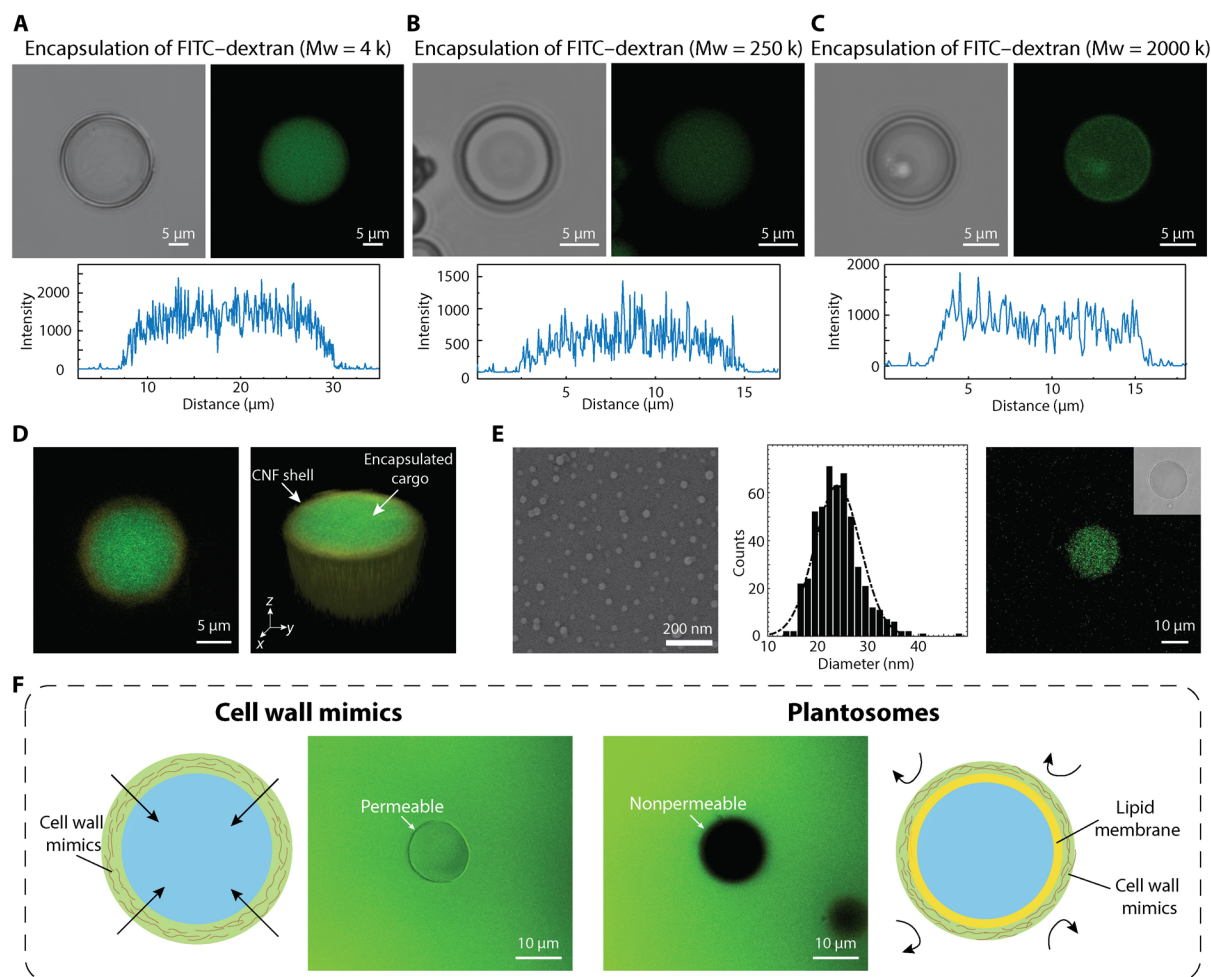 A
Encapsulation of FITC–dextran (Mw = 4 k)
5 µm
5 µm
2000
1000
0
Intensity
10
20
30
Distance (µm)
B
Encapsulation of FITC–dextran (Mw = 250 k)
5 µm
5 µm
1500
1000
500
0
Intensity
5
10
15
Distance (µm)
C
Encapsulation of FITC–dextran (Mw = 2000 k)
5 µm
5 µm
2000
1000
0
Intensity
5
10
15
Distance (µm)
D
5 µm
CNF shell
Encapsulated
cargo
z
y
x
E
200 nm
60
40
20
0
Counts
10
20
30
40
Diameter (nm)
10 µm
F
Cell wall mimics
Cell wall
mimics
Permeable
10 µm
Plantosomes
Nonpermeable
10 µm
Lipid
membrane
Cell wall
mimics